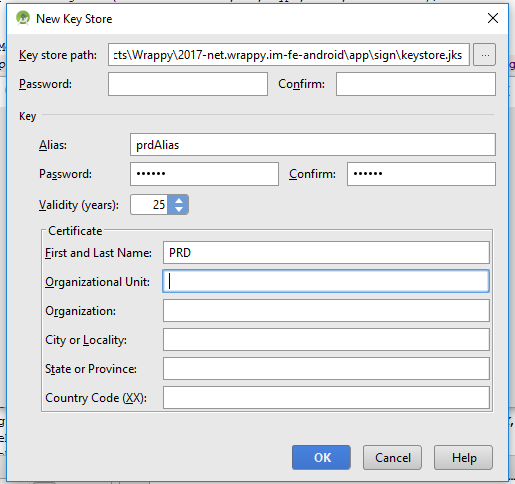 New Key Store
Key store path: cts\Wrappy\2017-net.wrappy.im-fe-android\app\sign\keystore.jks ...
Password: Confirm:
Key
Alias: prdAlias
Password: •••••• Confirm: ••••••
Validity (years): 25
Certificate
First and Last Name: PRD
Organizational Unit:
Organization:
City or Locality:
State or Province:
Country Code (XX):
OK Cancel Help